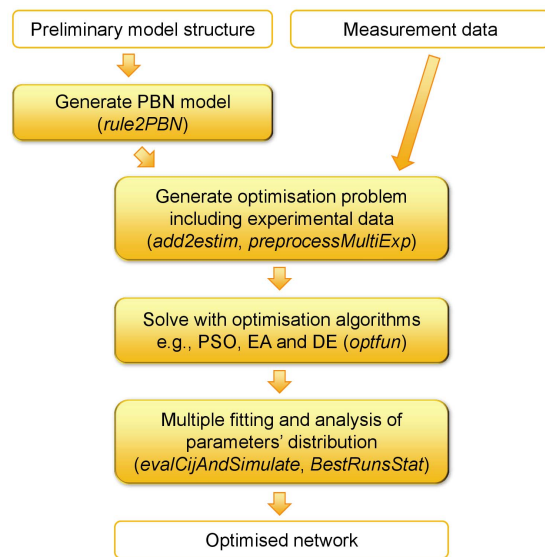 Preliminary model structure
Measurement data
Generate PBN model
(rule2PBN)
Generate optimisation problem
including experimental data
(add2estim, preprocessMultiExp)
Solve with optimisation algorithms
e.g., PSO, EA and DE (optfun)
Multiple fitting and analysis of
parameters' distribution
(evalCijAndSimulate, BestRunsStat)
Optimised network